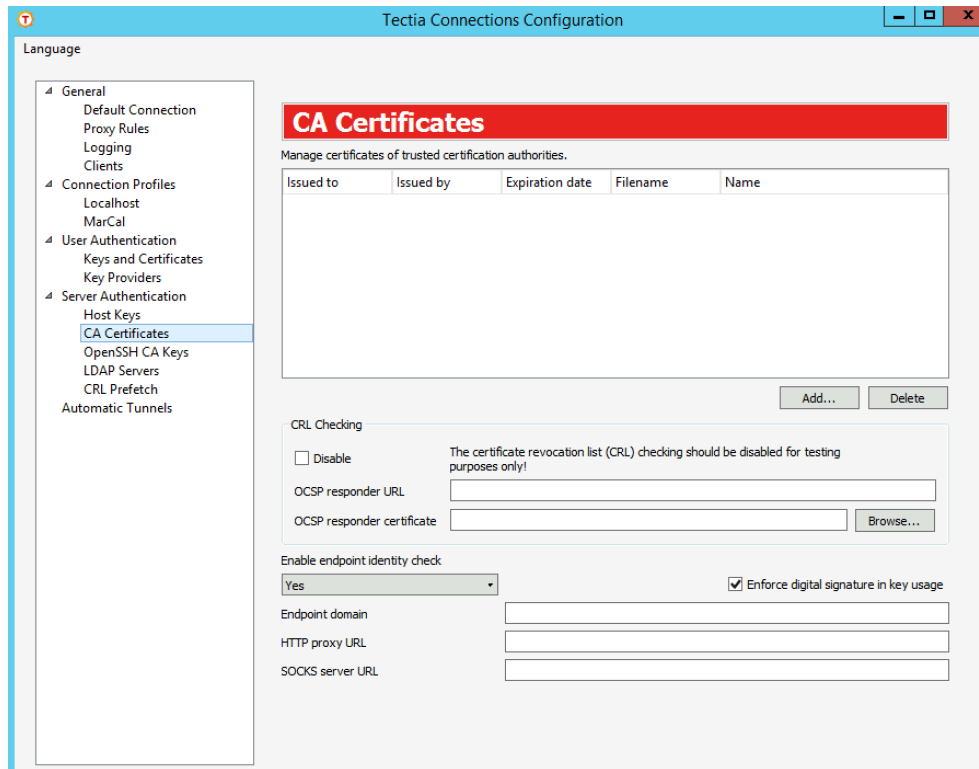 Tectia Connections Configuration
Language
General
Default Connection
Proxy Rules
Logging
Clients
Connection Profiles
Localhost
MarCal
User Authentication
Keys and Certificates
Key Providers
Server Authentication
Host Keys
CA Certificates
OpenSSH CA Keys
LDAP Servers
CRL Prefetch
Automatic Tunnels
CA Certificates
Manage certificates of trusted certification authorities.
Issued to Issued by Expiration date Filename Name
Add... Delete
CRL Checking
Disable
The certificate revocation list (CRL) checking should be disabled for testing
purposes only!
OCSP responder URL
OCSP responder certificate Browse...
Enable endpoint identity check
Yes Enforce digital signature in key usage
Endpoint domain
HTTP proxy URL
SOCKS server URL